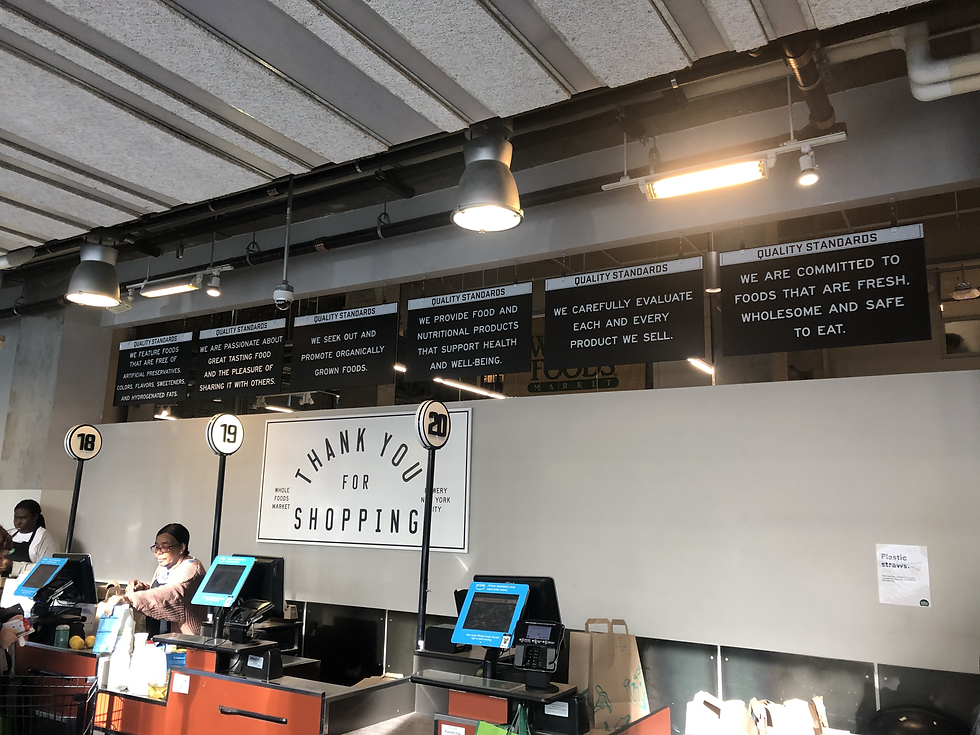 QUALITY STANDARDS
WE FEATURE FOODS
THAT ARE FREE OF
ARTIFICIAL PRESERVATIVES,
COLORS, FLAVORS, SWEETENERS,
AND HYDROGENATED FATS.
QUALITY STANDARDS
WE ARE PASSIONATE ABOUT
GREAT TASTING FOOD
AND THE PLEASURE OF
SHARING IT WITH OTHERS.
QUALITY STANDARDS
WE SEEK OUT AND
PROMOTE ORGANICALLY
GROWN FOODS.
QUALITY STANDARDS
WE PROVIDE FOOD AND
NUTRITIONAL PRODUCTS
THAT SUPPORT HEALTH
AND WELL-BEING.
QUALITY STANDARDS
WE CAREFULLY EVALUATE
EACH AND EVERY
PRODUCT WE SELL.
QUALITY STANDARDS
WE ARE COMMITTED TO
FOODS THAT ARE FRESH,
WHOLESOME AND SAFE
TO EAT.
FOODS
MARKET
18
19
20
THANK YOU
FOR
SHOPPING
WHOLE
FOODS
MARKET
YORK
Plastic
straws.